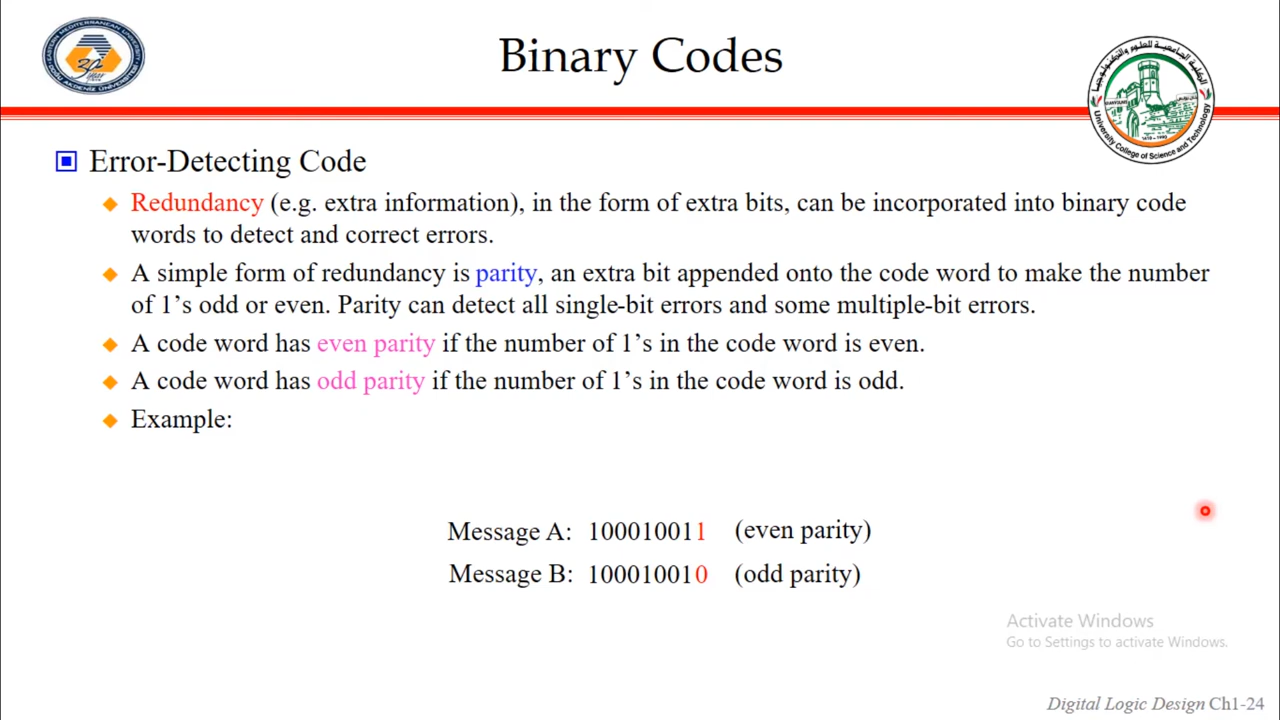 Binary Codes
Error-Detecting Code
Redundancy (e.g. extra information), in the form of extra bits, can be incorporated into binary code
words to detect and correct errors.
A simple form of redundancy is parity, an extra bit appended onto the code word to make the number
of 1’s odd or even. Parity can detect all single-bit errors and some multiple-bit errors.
A code word has even parity if the number of 1’s in the code word is even.
A code word has odd parity if the number of 1’s in the code word is odd.
Example:
Message A: 100010011 (even parity)
Message B: 100010010 (odd parity)
Activate Windows
Go to Settings to activate Windows.
Digital Logic Design Ch1-24
University College of Science and Technology